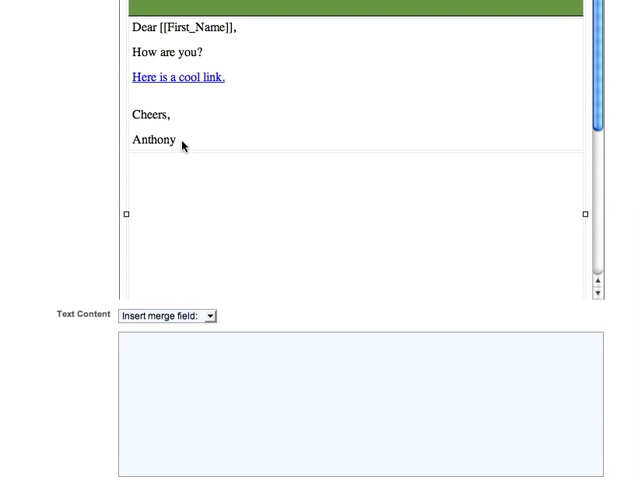 Dear [[First_Name]],
How are you?
Here is a cool link.
Cheers,
Anthony
Text Content
Insert merge field: